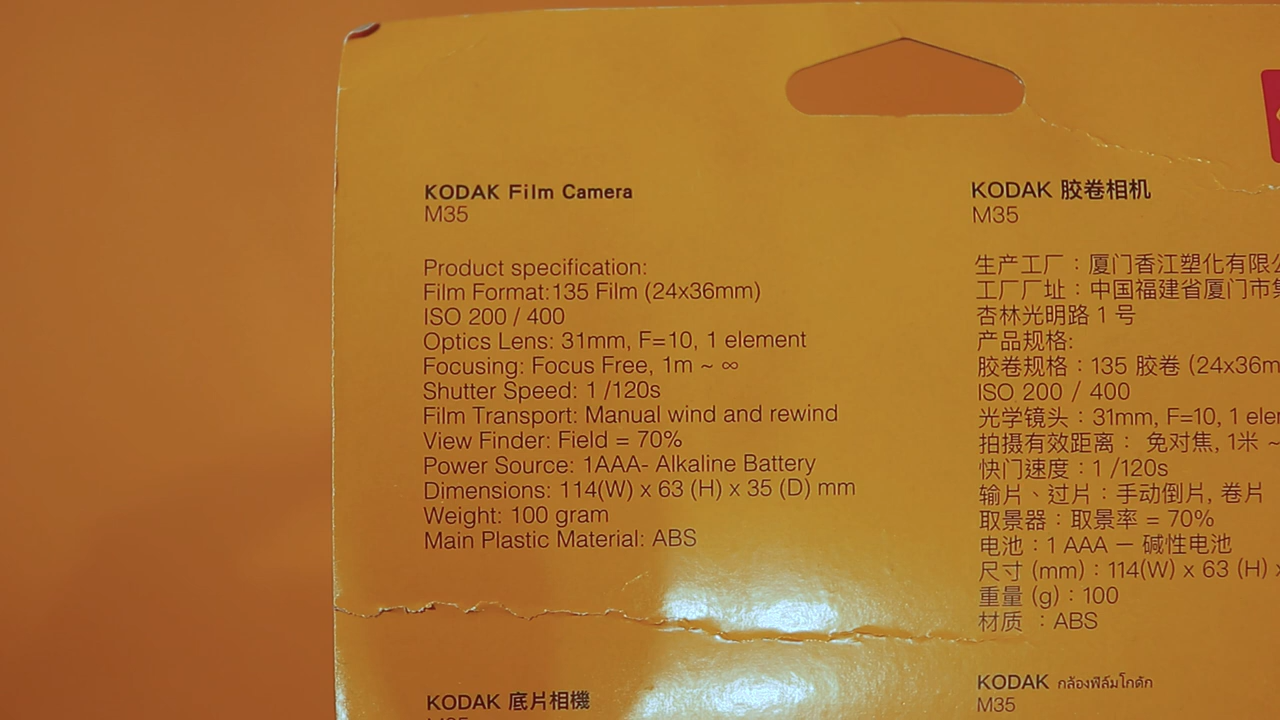 KODAK Film Camera
M35
Product specification:
Film Format:135 Film (24x36mm)
ISO 200 / 400
Optics Lens: 31mm, F=10, 1 element
Focusing: Focus Free, 1m ~ ∞
Shutter Speed: 1 /120s
Film Transport: Manual wind and rewind
View Finder: Field = 70%
Power Source: 1AAA- Alkaline Battery
Dimensions: 114(W) x 63 (H) x 35 (D) mm
Weight: 100 gram
Main Plastic Material: ABS
KODAK 胶卷相机
M35
生产工厂：厦门香江塑化有限
工厂厂址：中国福建省厦门市
杏林光明路 1 号
产品规格:
胶卷规格：135 胶卷 (24x36m
ISO 200 / 400
光学镜头：31mm, F=10, 1 eler
拍摄有效距离： 免对焦, 1米 ~
快门速度：1 /120s
输片、过片：手动倒片, 卷片
取景器：取景率 = 70%
电池：1 AAA － 碱性电池
尺寸 (mm)：114(W) x 63 (H) x
重量 (g)：100
材质 ：ABS
KODAK 底片相機
KODAK กล้องฟิล์มโกดัก
M35